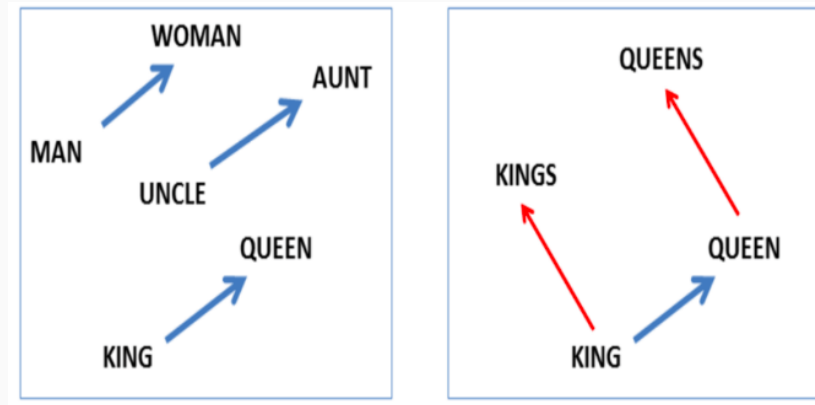 WOMAN
AUNT
MAN
UNCLE
QUEEN
KING
QUEENS
KINGS
QUEEN
KING